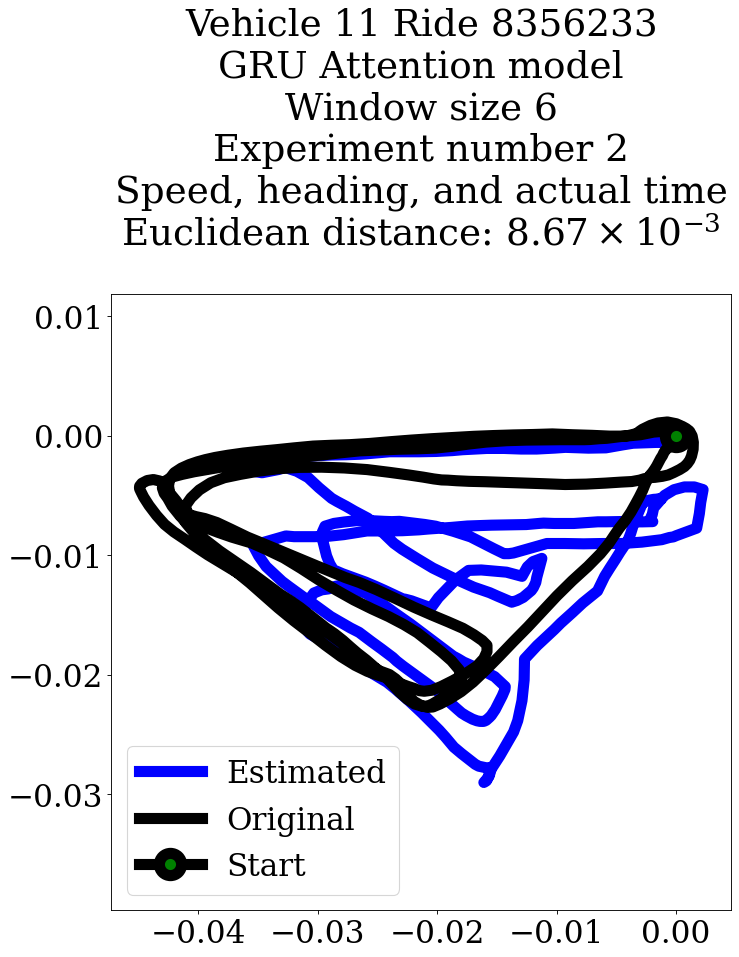 Vehicle 11 Ride 8356233
GRU Attention model
Window size 6
Experiment number 2
Speed, heading, and actual time
Euclidean distance: 8.67 × 10⁻³
0.01
0.00
−0.01
−0.02
−0.03
Estimated
Original
Start
−0.04 −0.03 −0.02 −0.01 0.00